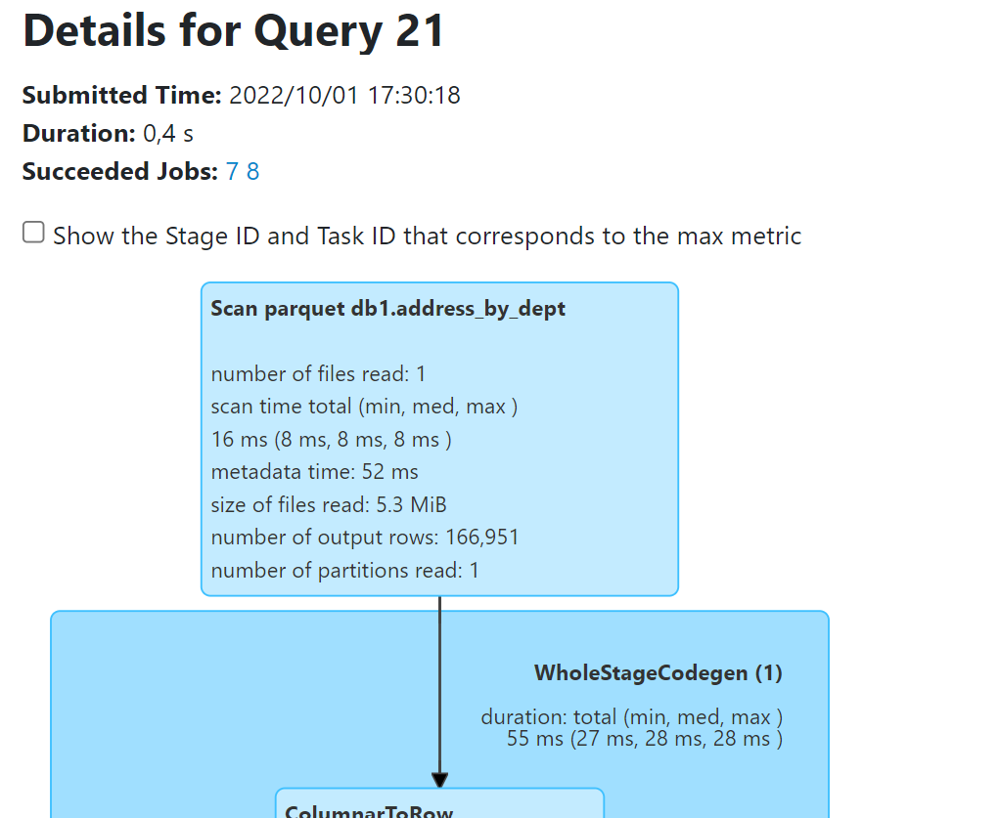 Details for Query 21
Submitted Time: 2022/10/01 17:30:18
Duration: 0,4 s
Succeeded Jobs: 7 8
Show the Stage ID and Task ID that corresponds to the max metric
Scan parquet db1.address_by_dept
number of files read: 1
scan time total (min, med, max )
16 ms (8 ms, 8 ms, 8 ms )
metadata time: 52 ms
size of files read: 5.3 MiB
number of output rows: 166,951
number of partitions read: 1
WholeStageCodegen (1)
duration: total (min, med, max )
55 ms (27 ms, 28 ms, 28 ms )
ColumnarToRow